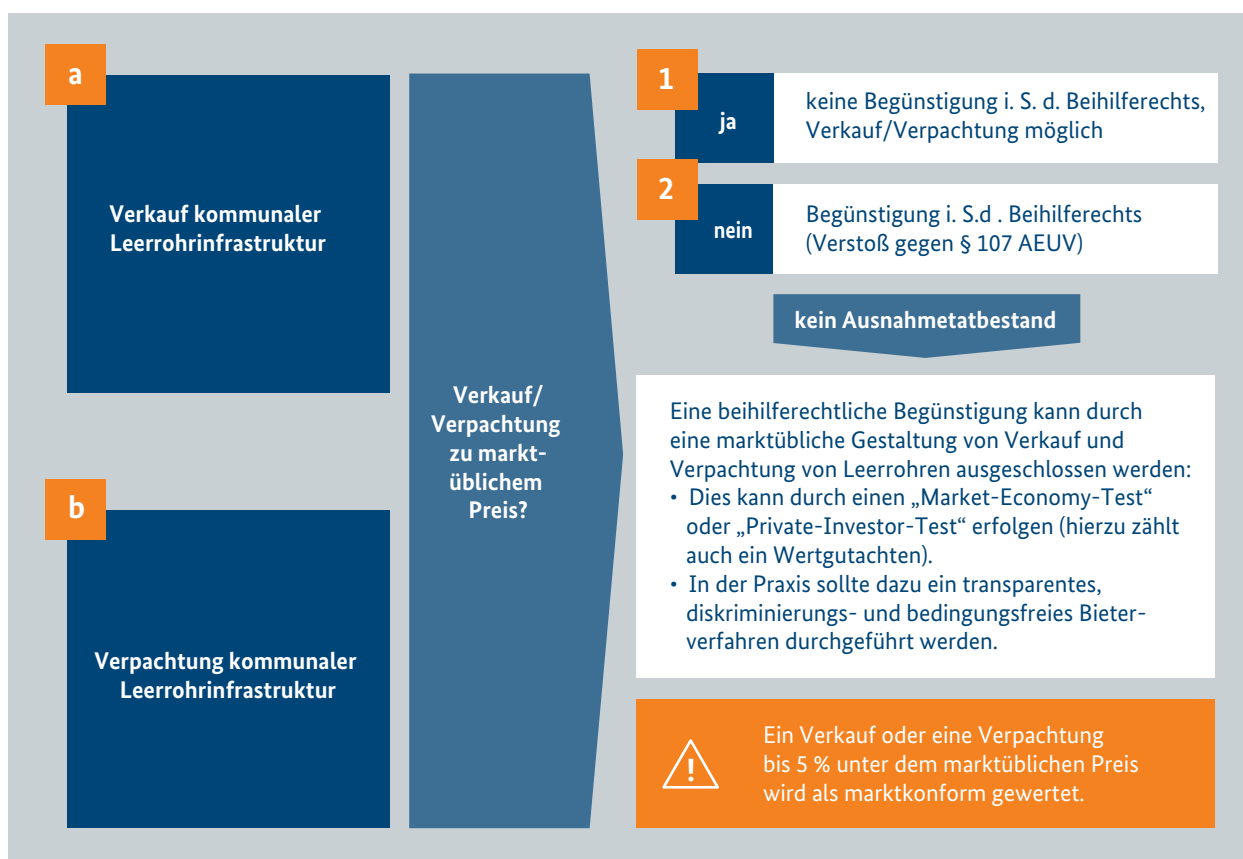 a
Verkauf kommunaler
Leerrohrinfrastruktur
b
Verpachtung kommunaler
Leerrohrinfrastruktur
Verkauf/
Verpachtung
zu markt-
üblichem
Preis?
1
ja
keine Begünstigung i. S. d. Beihilferechts,
Verkauf/Verpachtung möglich
2
nein
Begünstigung i. S.d . Beihilferechts
(Verstoß gegen § 107 AEUV)
kein Ausnahmetatbestand
Eine beihilferechtliche Begünstigung kann durch
eine marktübliche Gestaltung von Verkauf und
Verpachtung von Leerrohren ausgeschlossen werden:
• Dies kann durch einen „Market-Economy-Test“
oder „Private-Investor-Test“ erfolgen (hierzu zählt
auch ein Wertgutachten).
• In der Praxis sollte dazu ein transparentes,
diskriminierungs- und bedingungsfreies Bieter-
verfahren durchgeführt werden.
!
Ein Verkauf oder eine Verpachtung
bis 5 % unter dem marktüblichen Preis
wird als marktkonform gewertet.